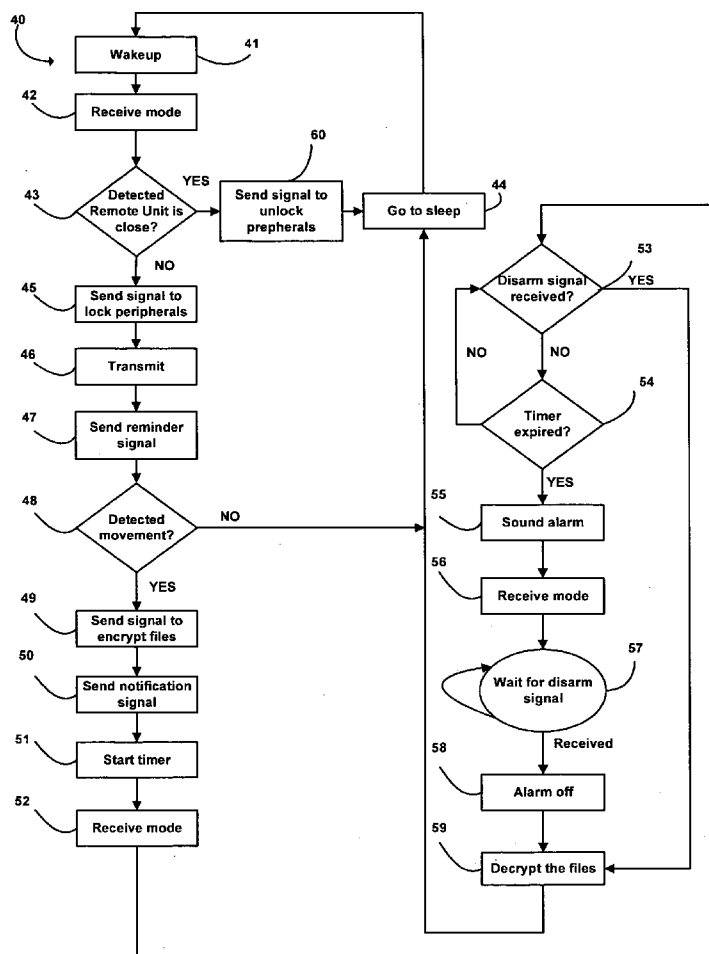 40
Wakeup
41
42
Receive mode
43
Detected
Remote Unit is
close?
YES
60
Send signal to
unlock
prepherals
44
Go to sleep
NO
45
Send signal to
lock peripherals
46
Transmit
47
Send reminder
signal
48
Detected
movement?
NO
YES
49
Send signal to
encrypt files
50
Send notification
signal
51
Start timer
52
Receive mode
53
Disarm signal
received?
YES
NO
NO
54
Timer
expired?
YES
55
Sound alarm
56
Receive mode
57
Wait for disarm
signal
Received
58
Alarm off
59
Decrypt the files